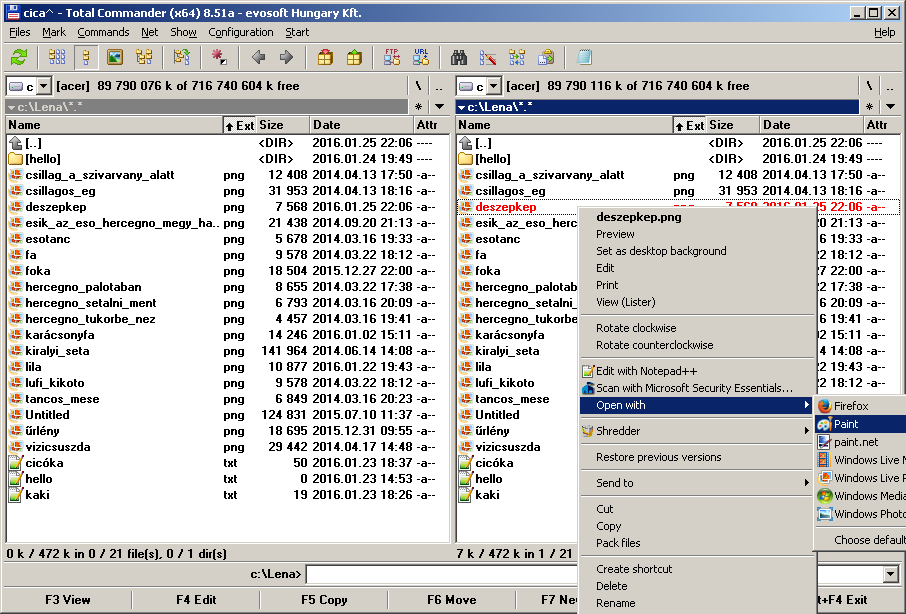 cica^ - Total Commander (x64) 8.51a - evosoft Hungary Kft.
Files Mark Commands Net Show Configuration Start Help
FTP URL
c [acer] 89 790 076 k of 716 740 604 k free \ ..
c:\Lena\*.* * 
Name Ext Size Date Attr
[..] <DIR> 2016.01.25 22:06 ----
[hello] <DIR> 2016.01.24 19:49 ----
csillag_a_szivarvany_alatt png 12 408 2014.04.13 17:50 -a--
csillagos_eg png 31 953 2014.04.13 18:16 -a--
deszepkep png 7 568 2016.01.25 22:06 -a--
esik_az_eso_hercegno_megy_ha.. png 21 438 2014.09.20 21:13 -a--
esotanc png 5 678 2014.03.16 19:33 -a--
fa png 9 578 2014.03.22 18:12 -a--
foka png 18 504 2015.12.27 22:00 -a--
hercegno_palotaban png 8 655 2014.03.22 17:38 -a--
hercegno_setalni_ment png 6 793 2014.03.16 20:09 -a--
hercegno_tukorbe_nez png 4 457 2014.03.16 19:41 -a--
karácsonyfa png 14 246 2016.01.02 15:11 -a--
kiralyi_seta png 141 964 2014.06.14 14:08 -a--
lila png 10 877 2016.01.22 19:43 -a--
lufi_kikoto png 9 578 2014.03.22 18:12 -a--
tancos_mese png 6 849 2014.03.16 20:23 -a--
Untitled png 124 831 2015.07.10 11:37 -a--
űrlény png 18 695 2015.12.31 09:55 -a--
vizicsuszda png 29 442 2014.04.17 14:48 -a--
cicóka txt 50 2016.01.23 18:37 -a--
hello txt 0 2016.01.23 14:53 -a--
kaki txt 19 2016.01.23 18:26 -a--
0 k / 472 k in 0 / 21 file(s), 0 / 1 dir(s)
c [acer] 89 790 116 k of 716 740 604 k free \ ..
c:\Lena\*.* *
Name Ext Size Date Attr
[..] <DIR> 2016.01.25 22:06 ----
[hello] <DIR> 2016.01.24 19:49 ----
csillag_a_szivarvany_alatt png 12 408 2014.04.13 17:50 -a--
csillagos_eg png 31 953 2014.04.13 18:16 -a--
deszepkep 7 568 2016.01.25 22:06 -a--
esik_az_eso_herc 20 21:13 -a--
esotanc 16 19:33 -a--
fa 22 18:12 -a--
foka 27 22:00 -a--
hercegno_palotab 22 17:38 -a--
hercegno_setalni_ 16 20:09 -a--
hercegno_tukorbe 16 19:41 -a--
karácsonyfa 02 15:11 -a--
kiralyi_seta 14 14:08 -a--
lila 22 19:43 -a--
lufi_kikoto 22 18:12 -a--
tancos_mese
Untitled
űrlény
vizicsuszda
cicóka
hello
kaki
7 k / 472 k in 1 / 21
deszepkep.png
Preview
Set as desktop background
Edit
Print
View (Lister)
Rotate clockwise
Rotate counterclockwise
Edit with Notepad++
Scan with Microsoft Security Essentials...
Open with
Shredder
Restore previous versions
Send to
Cut
Copy
Pack files
Create shortcut
Delete
Rename
Firefox
Paint
paint.net
Windows Live M
Windows Live P
Windows Media
Windows Photo
Choose default
c:\Lena>
F3 View F4 Edit F5 Copy F6 Move F7 Ne t+F4 Exit